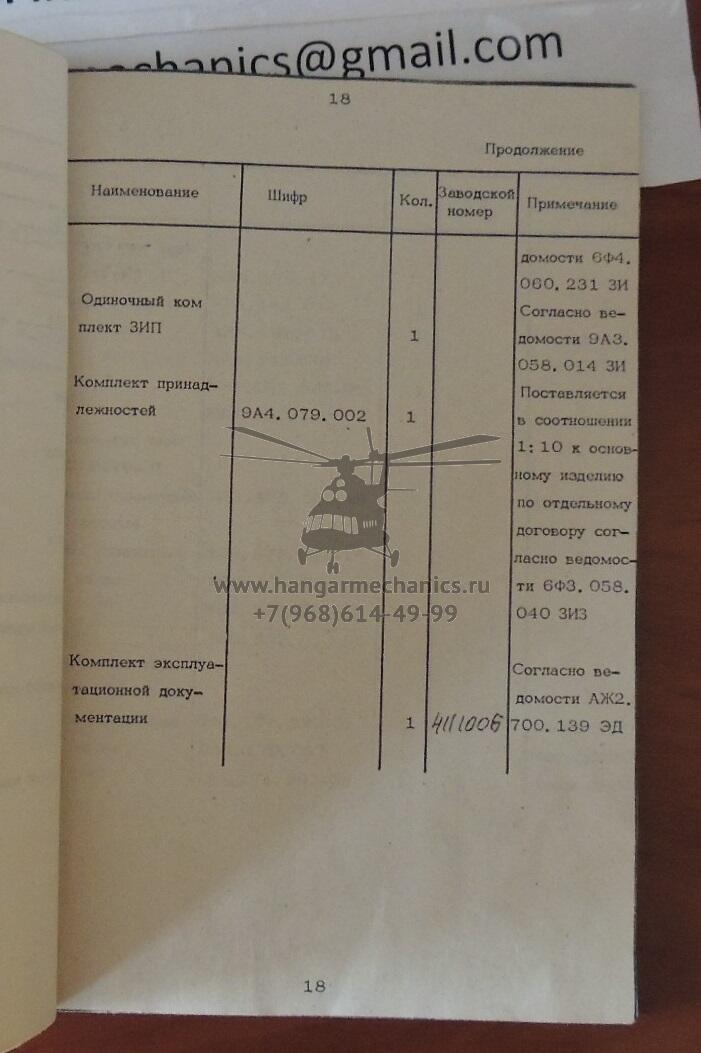 mechanics@gmail.com
18
Продолжение
Наименование Шифр Кол. Заводской номер Примечание
домости 6Ф4.
060. 231 ЗИ
Одиночный ком
плект ЗИП 1
Согласно ве-
домости 9А3.
058. 014 ЗИ
Комплект принад-
лежностей 9А4. 079. 002 1
Поставляется
в соотношении
1: 10 к основ-
ному изделию
по отдельному
договору сог-
ласно ведомос-
ти 6Ф3. 058.
040 ЗИЗ
www.hangarmechanics.ru
+7(968)614-49-99
Комплект эксплуа-
тационной доку-
ментации 1 4111006
Согласно ве-
домости АЖ2.
700. 139 ЭД
18